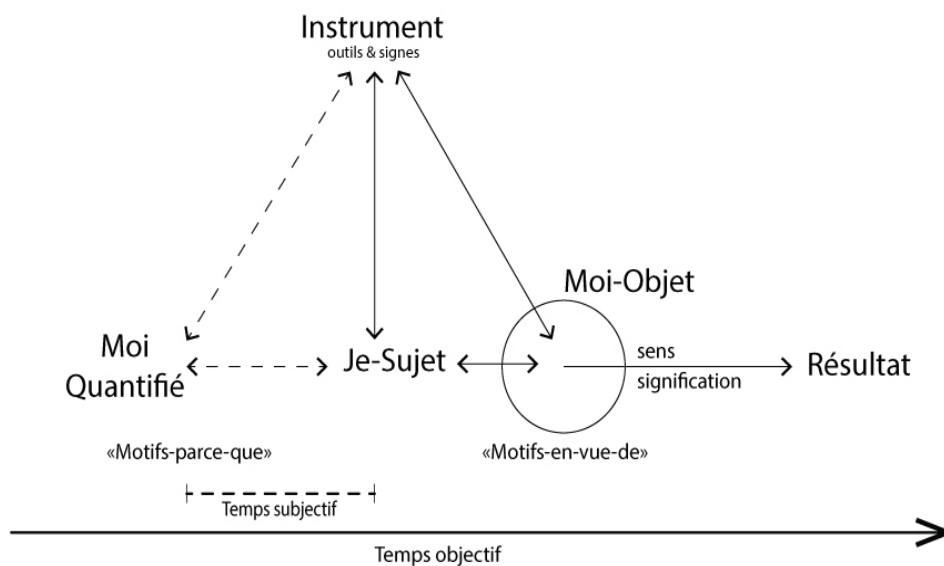 Instrument
outils & signes
Moi-Objet
Moi
Quantifié
Je-Sujet
sens
signification
Résultat
«Motifs-parce-que»
«Motifs-en-vue-de»
Temps subjectif
Temps objectif